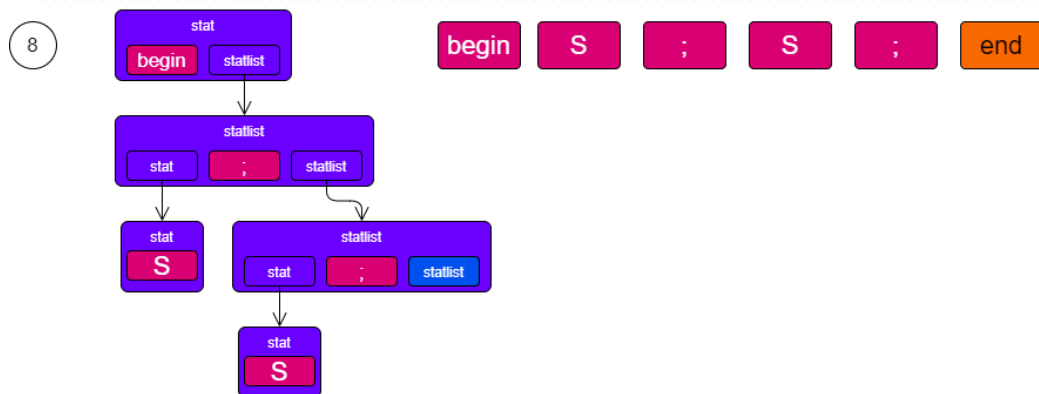 8
stat
begin statlist
begin S ; S ; end
statlist
stat ; statlist
stat
S
statlist
stat ; statlist
stat
S